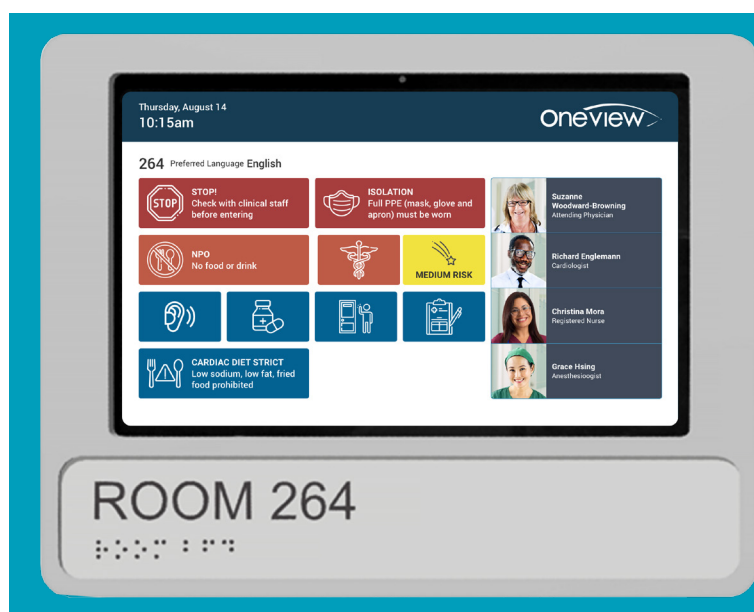 Thursday, August 14
10:15am
Oneview
264 Preferred Language English
STOP
STOP!
Check with clinical staff
before entering
ISOLATION
Full PPE (mask, glove and
apron) must be worn
NPO
No food or drink
MEDIUM RISK
CARDIAC DIET STRICT
Low sodium, low fat, fried
food prohibited
Suzanne
Woodward-Browning
Attending Physician
Richard Englemann
Cardiologist
Christina Mora
Registered Nurse
Grace Hsing
Anesthesioogist
ROOM 264
⠗⠕⠕⠍ ⠃⠋⠙